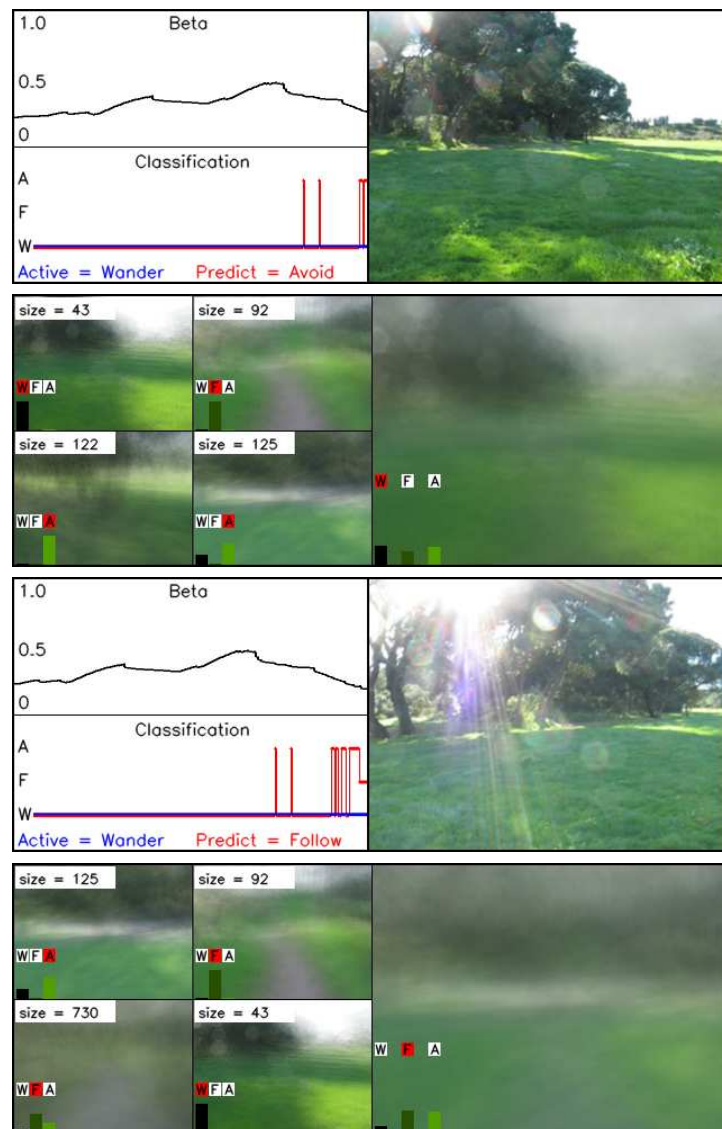 1.0 Beta
0.5
0
Classification
A
F
W
Active = Wander Predict = Avoid
size = 43 size = 92
W F A W F A
size = 122 size = 125
W F A
W F A W F A
1.0 Beta
0.5
0
Classification
A
F
W
Active = Wander Predict = Follow
size = 125 size = 92
W F A W F A
size = 730 size = 43
W F A
W F A W F A